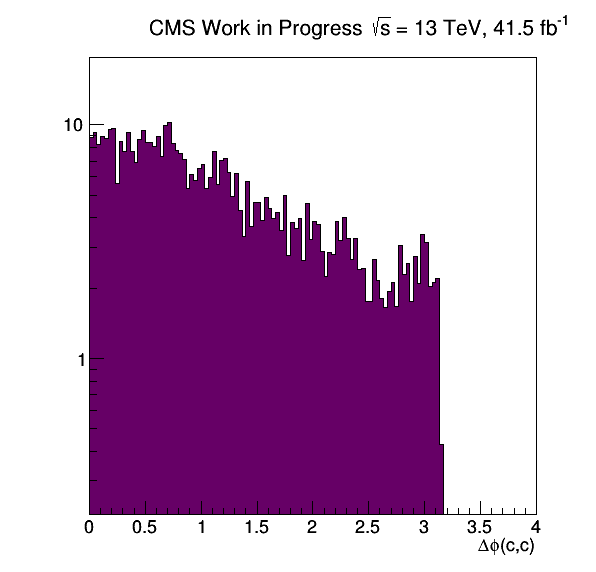 CMS Work in Progress √s = 13 TeV, 41.5 fb⁻¹
10
1
0 0.5 1 1.5 2 2.5 3 3.5 4
Δϕ(c,c)